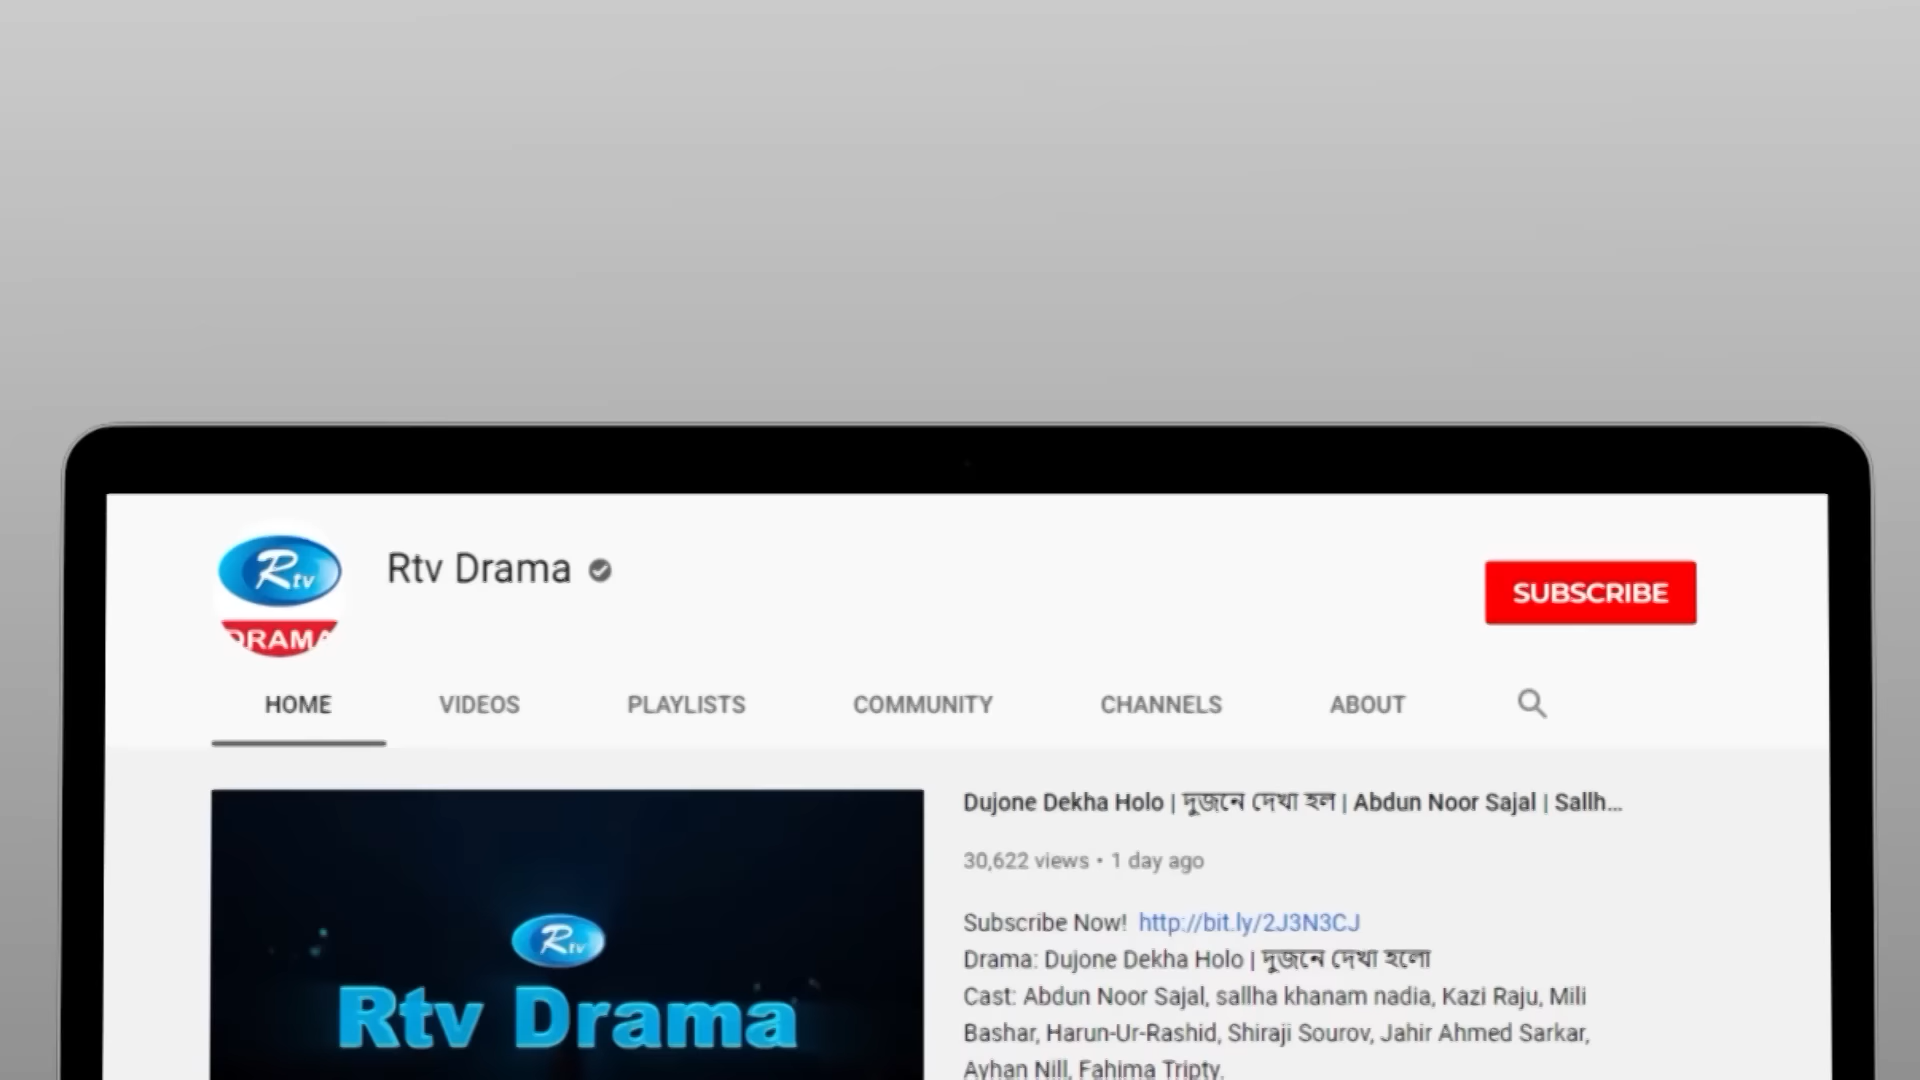 Rtv
DRAMA
Rtv Drama
SUBSCRIBE
HOME VIDEOS PLAYLISTS COMMUNITY CHANNELS ABOUT
Rtv
Rtv Drama
Dujone Dekha Holo | দুজনে দেখা হল | Abdun Noor Sajal | Sallh...
30,622 views • 1 day ago
Subscribe Now! http://bit.ly/2J3N3CJ
Drama: Dujone Dekha Holo | দুজনে দেখা হলো
Cast: Abdun Noor Sajal, sallha khanam nadia, Kazi Raju, Mili
Bashar, Harun-Ur-Rashid, Shiraji Sourov, Jahir Ahmed Sarkar,
Ayhan Nill, Fahima Tripty.